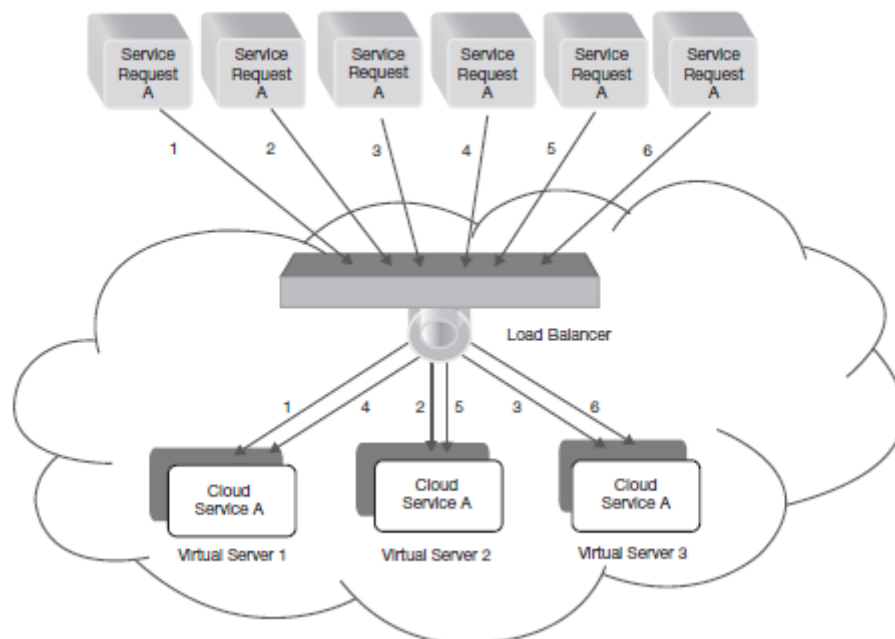 Service
Request
A
Service
Request
A
Service
Request
A
Service
Request
A
Service
Request
A
Service
Request
A
1
2
3
4
5
6
Load Balancer
1
4
2
5
3
6
Cloud
Service A
Cloud
Service A
Cloud
Service A
Virtual Server 1
Virtual Server 2
Virtual Server 3